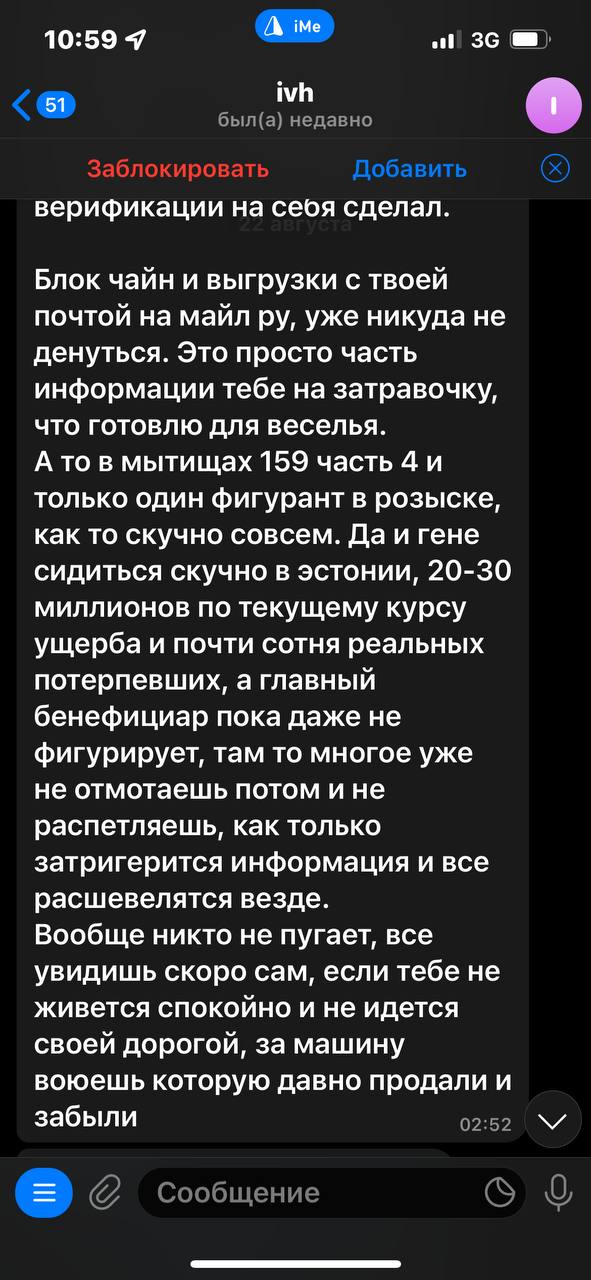 10:59
iMe
3G
51
ivh
был(а) недавно
I
Заблокировать
Добавить
верификации на себя сделал.
22 августа
Блок чайн и выгрузки с твоей
почтой на майл ру, уже никуда не
денуться. Это просто часть
информации тебе на затравочку,
что готовлю для веселья.
А то в мытищах 159 часть 4 и
только один фигурант в розыске,
как то скучно совсем. Да и гене
сидиться скучно в эстонии, 20-30
миллионов по текущему курсу
ущерба и почти сотня реальных
потерпевших, а главный
бенефициар пока даже не
фигурирует, там то многое уже
не отмотаешь потом и не
распетляешь, как только
затригерится информация и все
расшевелятся везде.
Вообще никто не пугает, все
увидишь скоро сам, если тебе не
живется спокойно и не идется
своей дорогой, за машину
воюешь которую давно продали и
забыли
02:52
Сообщение